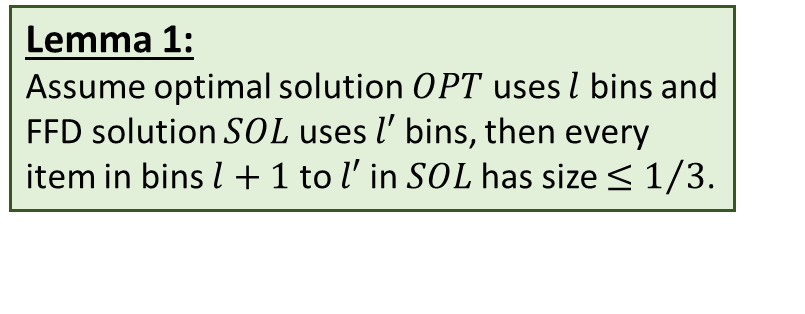 Lemma 1:
Assume optimal solution OPT uses l bins and
FFD solution SOL uses l′ bins, then every
item in bins l + 1 to l′ in SOL has size ≤ 1/3.